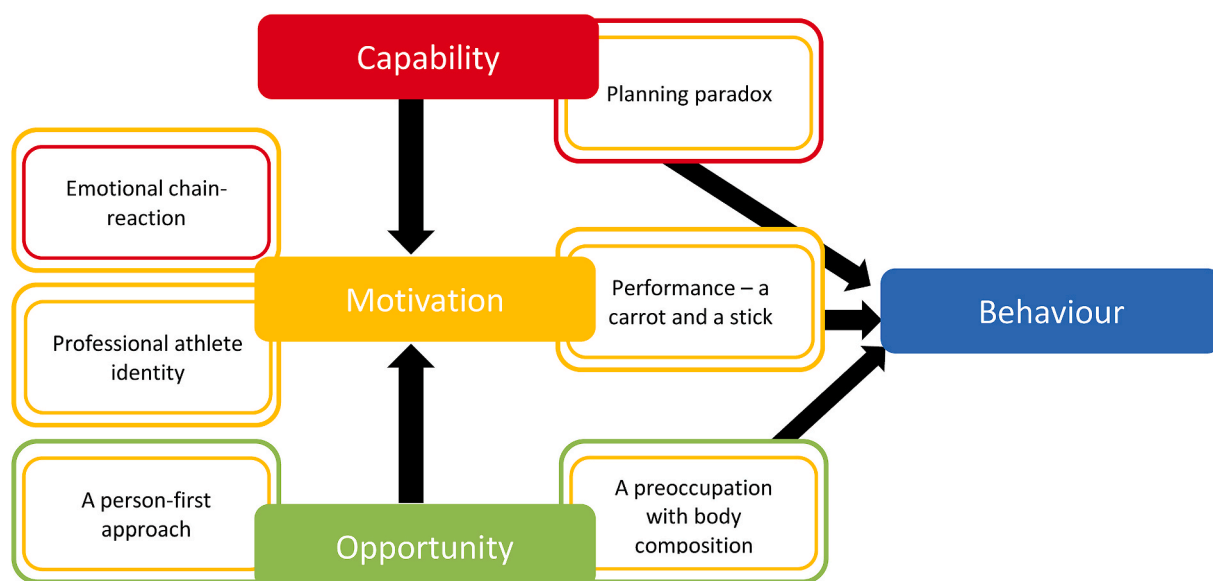 Capability
Planning paradox
Emotional chain-
reaction
Motivation
Performance – a
carrot and a stick
Behaviour
Professional athlete
identity
A person-first
approach
Opportunity
A preoccupation
with body
composition